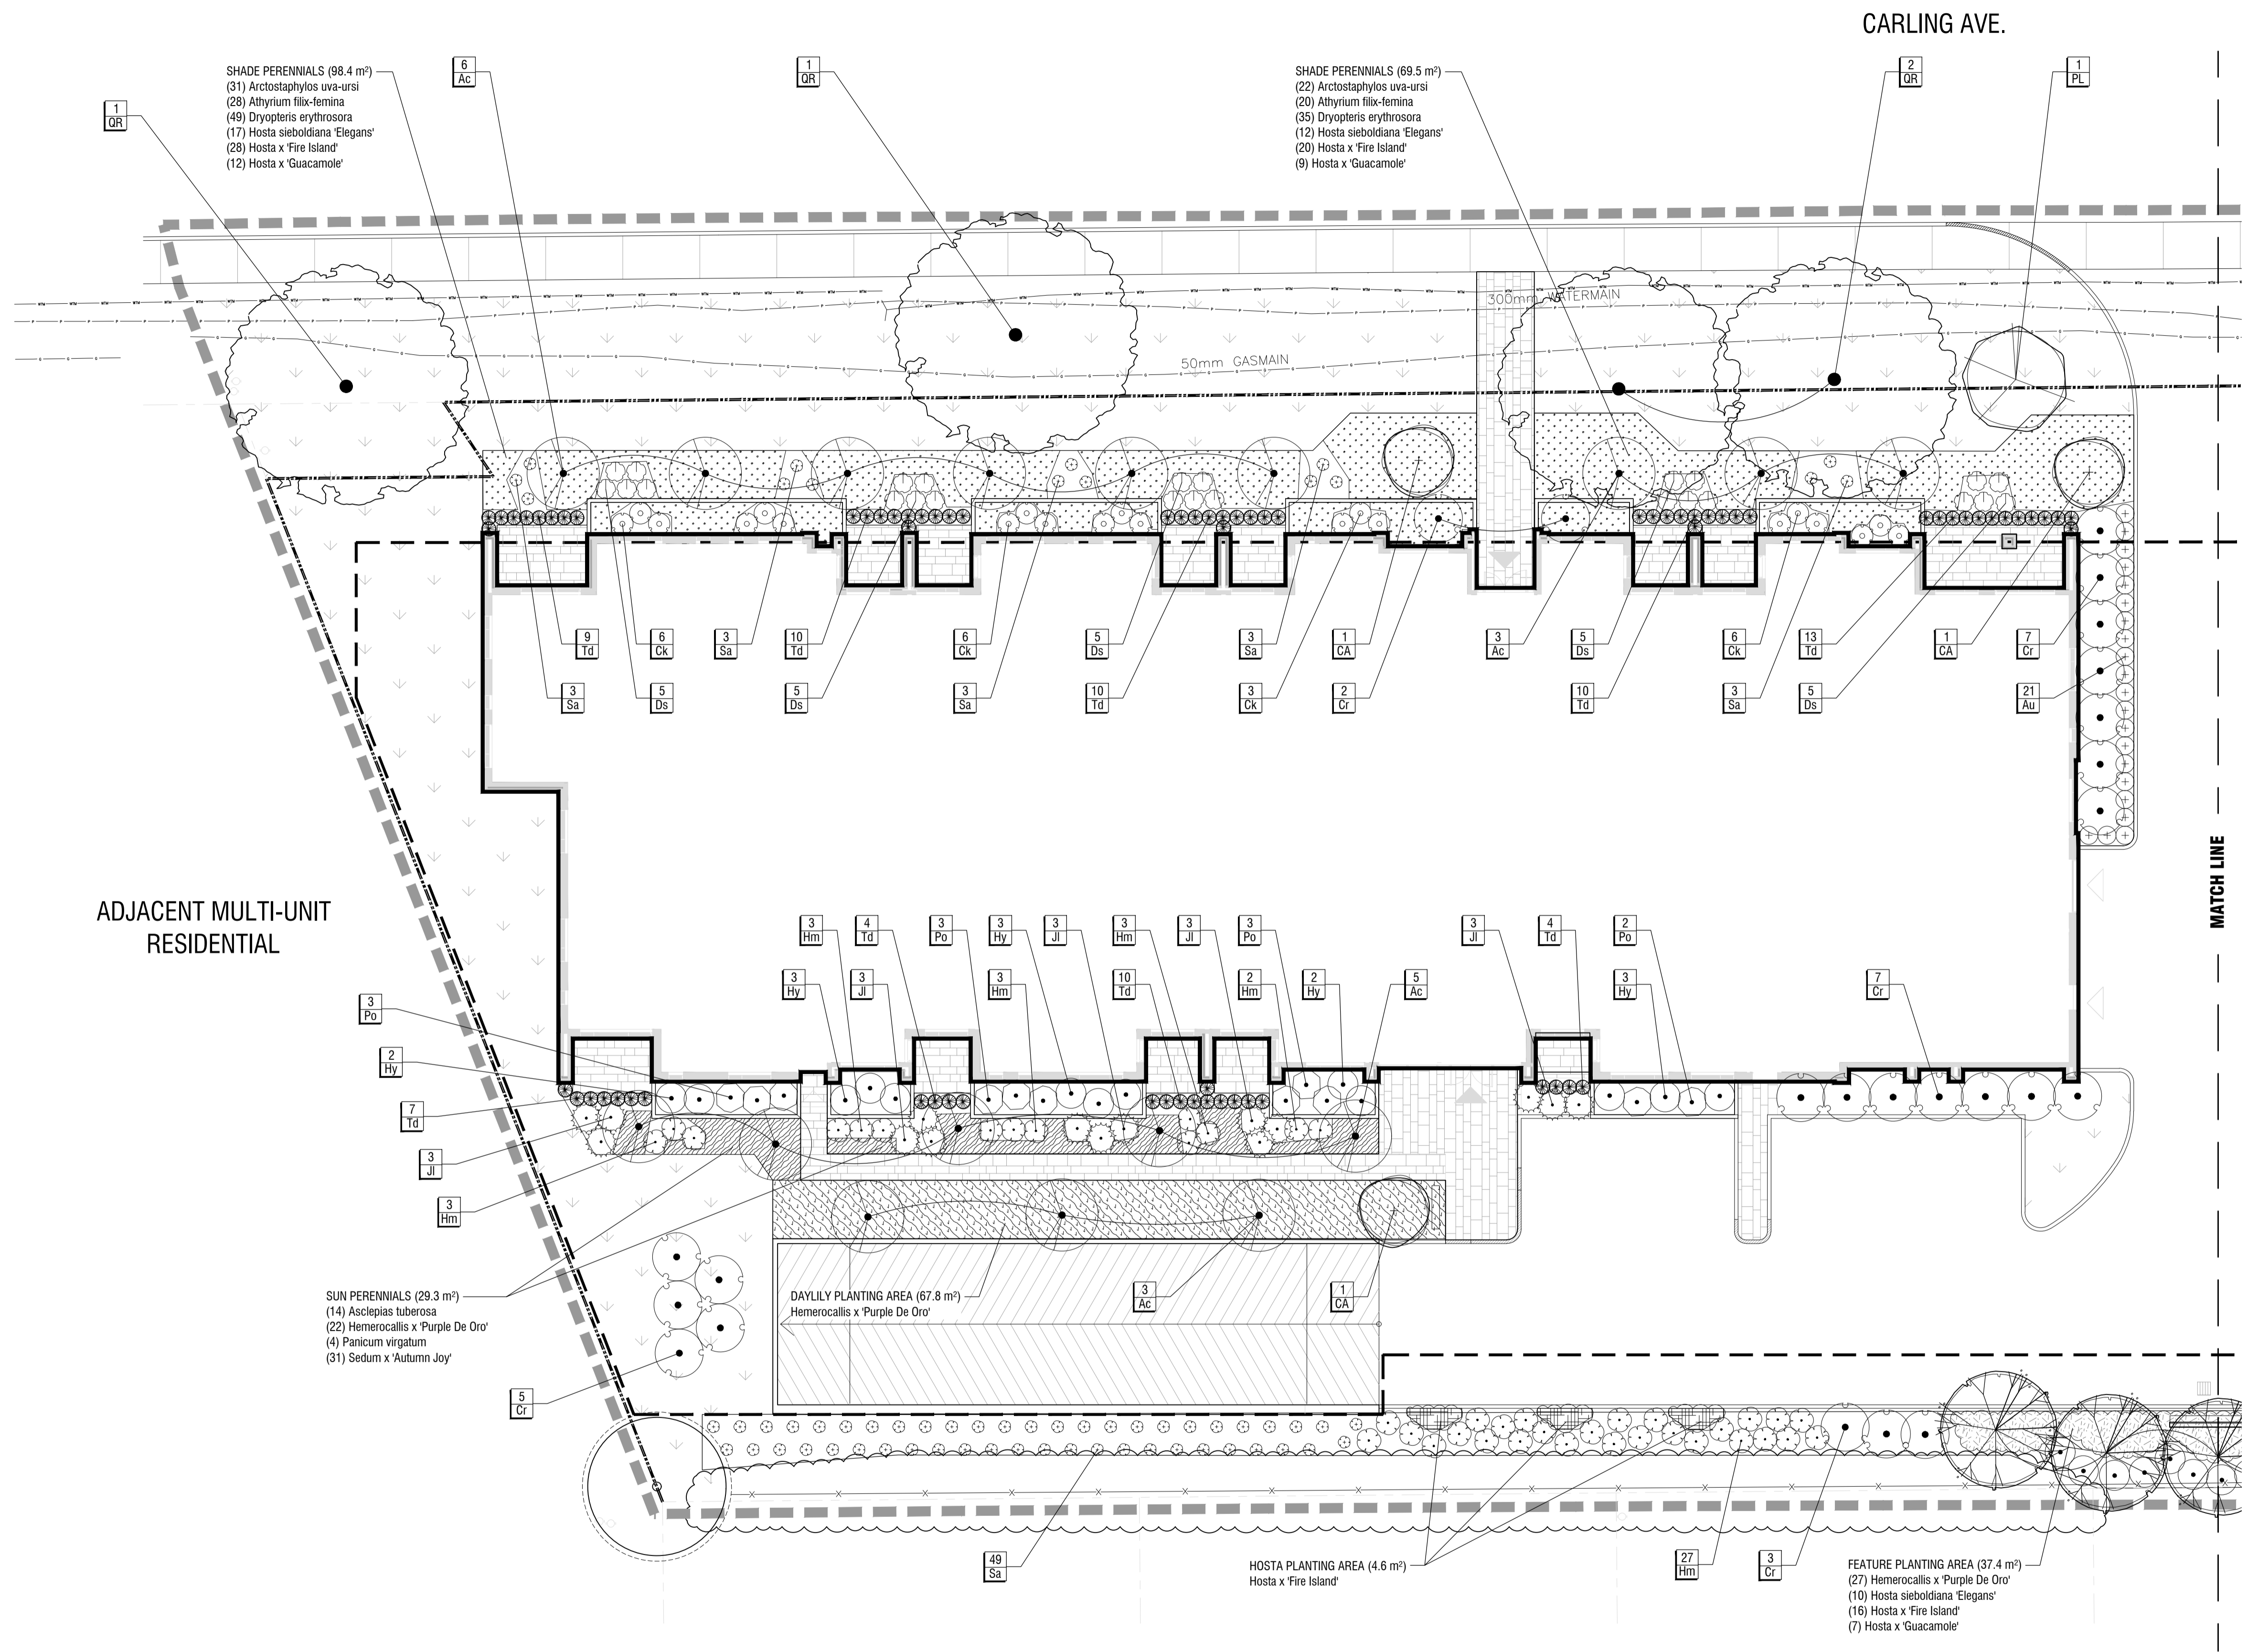 CARLING AVE.
1
QR
SHADE PERENNIALS (98.4 m²)
(31) Arctostaphylos uva-ursi
(28) Athyrium filix-femina
(49) Dryopteris erythrosora
(17) Hosta sieboldiana 'Elegans'
(28) Hosta x 'Fire Island'
(12) Hosta x 'Guacamole'
6
Ac
1
QR
SHADE PERENNIALS (69.5 m²)
(22) Arctostaphylos uva-ursi
(20) Athyrium filix-femina
(35) Dryopteris erythrosora
(12) Hosta sieboldiana 'Elegans'
(20) Hosta x 'Fire Island'
(9) Hosta x 'Guacamole'
2
QR
1
PL
300mm WATERMAIN
50mm GASMAIN
9
Td
6
Ck
3
Sa
10
Td
6
Ck
5
Ds
3
Sa
1
CA
3
Ac
5
Ds
6
Ck
13
Td
1
CA
7
Cr
3
Sa
5
Ds
5
Ds
3
Sa
10
Td
3
Ck
2
Cr
10
Td
3
Sa
5
Ds
21
Au
MATCH LINE
ADJACENT MULTI-UNIT
RESIDENTIAL
3
Hm
4
Td
3
Po
3
Hy
3
Jl
3
Hm
3
Jl
3
Po
3
Jl
4
Td
2
Po
3
Hy
3
Jl
3
Hm
10
Td
2
Hm
2
Hy
5
Ac
3
Hy
7
Cr
3
Po
2
Hy
7
Td
3
Jl
3
Hm
SUN PERENNIALS (29.3 m²)
(14) Asclepias tuberosa
(22) Hemerocallis x 'Purple De Oro'
(4) Panicum virgatum
(31) Sedum x 'Autumn Joy'
DAYLILY PLANTING AREA (67.8 m²)
Hemerocallis x 'Purple De Oro'
3
Ac
1
CA
5
Cr
49
Sa
HOSTA PLANTING AREA (4.6 m²)
Hosta x 'Fire Island'
27
Hm
3
Cr
FEATURE PLANTING AREA (37.4 m²)
(27) Hemerocallis x 'Purple De Oro'
(10) Hosta sieboldiana 'Elegans'
(16) Hosta x 'Fire Island'
(7) Hosta x 'Guacamole'